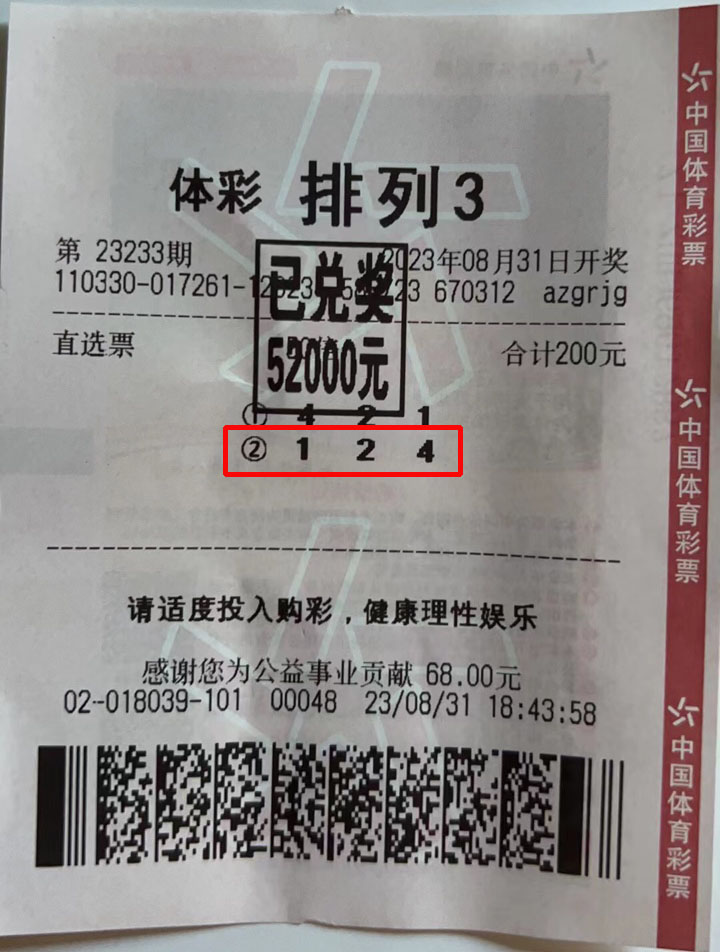 体彩 排列3
第 23233期 2023年08月31日开奖
110330-017261- 23 670312 azgrjg
已兑奖
52000元
直选票 合计200元
① 4 2 1
② 1 2 4
请适度投入购彩，健康理性娱乐
感谢您为公益事业贡献 68.00元
02-018039-101 00048 23/08/31 18:43:58
中国体育彩票
中国体育彩票
中国体育彩票